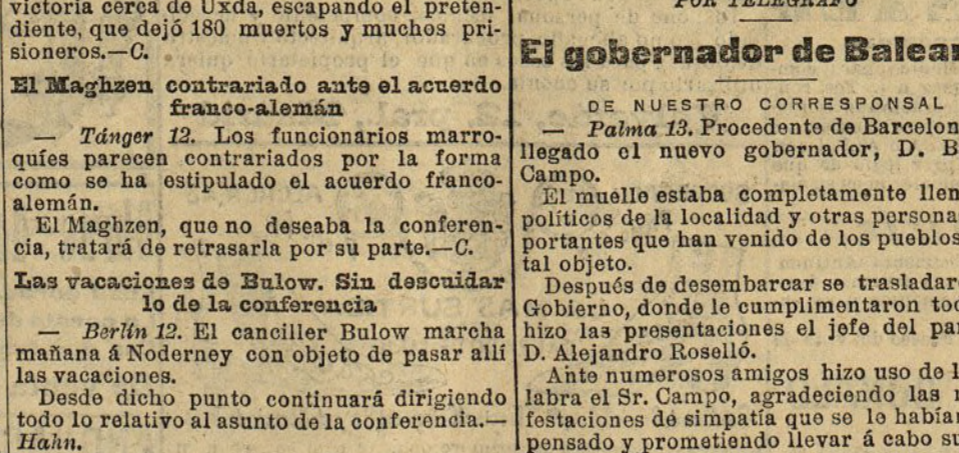 victoria cerca de Uxda, escapando el preten-
diente, que dejó 180 muertos y muchos pri-
sioneros.—C.
El Maghzen contrariado ante el acuerdo
franco-alemán
— Tánger 12. Los funcionarios marro-
quíes parecen contrariados por la forma
como se ha estipulado el acuerdo franco-
alemán.
El Maghzen, que no deseaba la conferen-
cia, tratará de retrasarla por su parte.—C.
Las vacaciones de Bulow. Sin descuidar
lo de la conferencia
— Berlín 12. El canciller Bulow marcha
mañana á Noderney con objeto de pasar allí
las vacaciones.
Desde dicho punto continuará dirigiendo
todo lo relativo al asunto de la conferencia.—
Hahn.
POR TELÉGRAFO
El gobernador de Balear
DE NUESTRO CORRESPONSAL
— Palma 13. Procedente de Barcelon
llegado el nuevo gobernador, D. B
Campo.
El muelle estaba completamente llen
políticos de la localidad y otras persona
portantes que han venido de los pueblos
tal objeto.
Después de desembarcar se trasladar
Gobierno, donde le cumplimentaron tod
hizo las presentaciones el jefe del par
D. Alejandro Roselló.
Ante numerosos amigos hizo uso de l
labra el Sr. Campo, agradeciendo las
festaciones de simpatía que se le habían
pensado y prometiendo llevar á cabo su